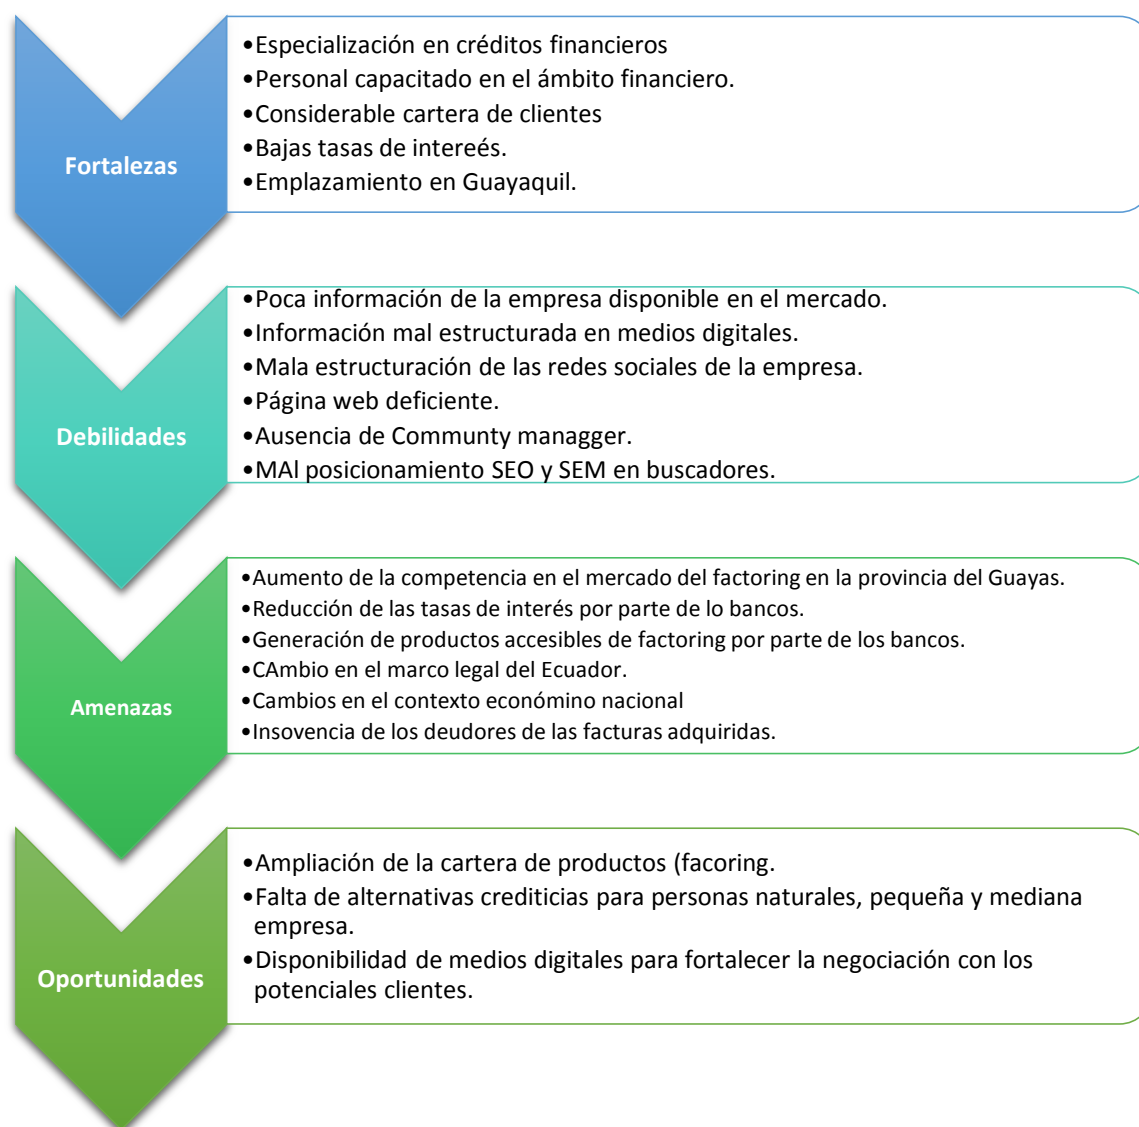 Fortalezas
•Especialización en créditos financieros
•Personal capacitado en el ámbito financiero.
•Considerable cartera de clientes
•Bajas tasas de intereés.
•Emplazamiento en Guayaquil.
Debilidades
•Poca información de la empresa disponible en el mercado.
•Información mal estructurada en medios digitales.
•Mala estructuración de las redes sociales de la empresa.
•Página web deficiente.
•Ausencia de Communty managger.
•MAl posicionamiento SEO y SEM en buscadores.
Amenazas
•Aumento de la competencia en el mercado del factoring en la provincia del Guayas.
•Reducción de las tasas de interés por parte de lo bancos.
•Generación de productos accesibles de factoring por parte de los bancos.
•CAmbio en el marco legal del Ecuador.
•Cambios en el contexto económino nacional
•Insovencia de los deudores de las facturas adquiridas.
Oportunidades
•Ampliación de la cartera de productos (facoring.
•Falta de alternativas crediticias para personas naturales, pequeña y mediana
empresa.
•Disponibilidad de medios digitales para fortalecer la negociación con los
potenciales clientes.